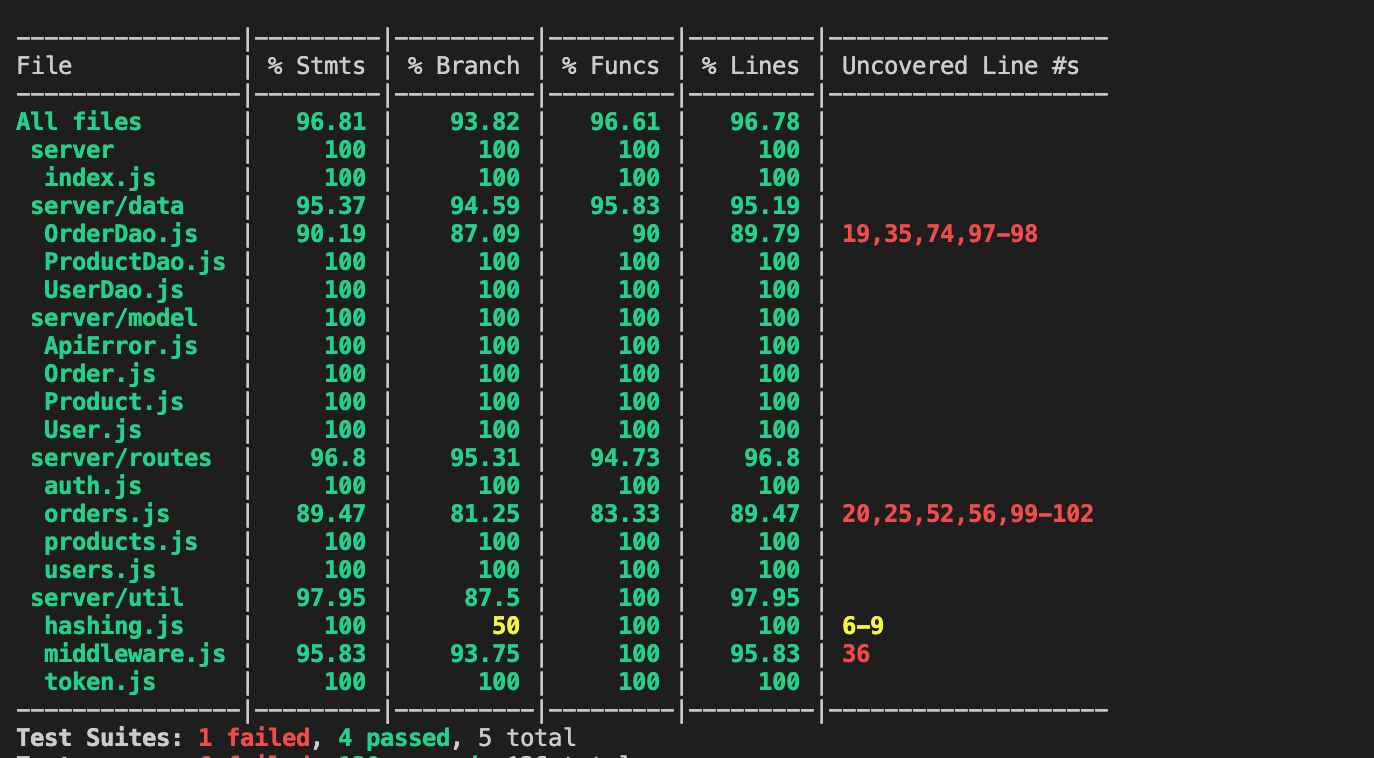 ----------------|---------|----------|---------|---------|--------------------
File            | % Stmts | % Branch | % Funcs | % Lines | Uncovered Line #s
----------------|---------|----------|---------|---------|--------------------
All files       |   96.81 |    93.82 |   96.61 |   96.78 |
 server         |     100 |      100 |     100 |     100 |
  index.js      |     100 |      100 |     100 |     100 |
 server/data    |   95.37 |    94.59 |   95.83 |   95.19 |
  OrderDao.js   |   90.19 |    87.09 |      90 |   89.79 | 19,35,74,97-98
  ProductDao.js |     100 |      100 |     100 |     100 |
  UserDao.js    |     100 |      100 |     100 |     100 |
 server/model   |     100 |      100 |     100 |     100 |
  ApiError.js   |     100 |      100 |     100 |     100 |
  Order.js      |     100 |      100 |     100 |     100 |
  Product.js    |     100 |      100 |     100 |     100 |
  User.js       |     100 |      100 |     100 |     100 |
 server/routes  |    96.8 |    95.31 |   94.73 |    96.8 |
  auth.js       |     100 |      100 |     100 |     100 |
  orders.js     |   89.47 |    81.25 |   83.33 |   89.47 | 20,25,52,56,99-102
  products.js   |     100 |      100 |     100 |     100 |
  users.js      |     100 |      100 |     100 |     100 |
 server/util    |   97.95 |     87.5 |     100 |   97.95 |
  hashing.js    |     100 |       50 |     100 |     100 | 6-9
  middleware.js |   95.83 |    93.75 |     100 |   95.83 | 36
  token.js      |     100 |      100 |     100 |     100 |
----------------|---------|----------|---------|---------|--------------------
Test Suites: 1 failed, 4 passed, 5 total